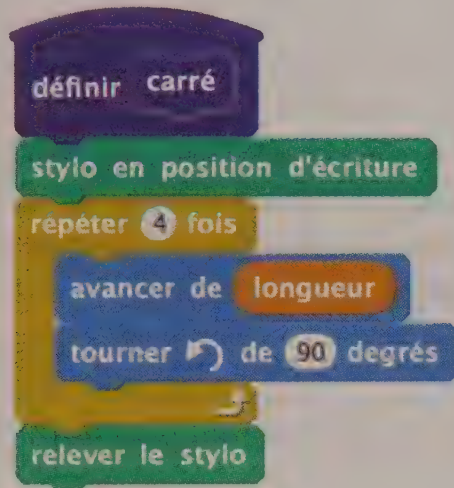 définir carré
stylo en position d'écriture
répéter 4 fois
avancer de longueur
tourner de 90 degrés
relever le stylo